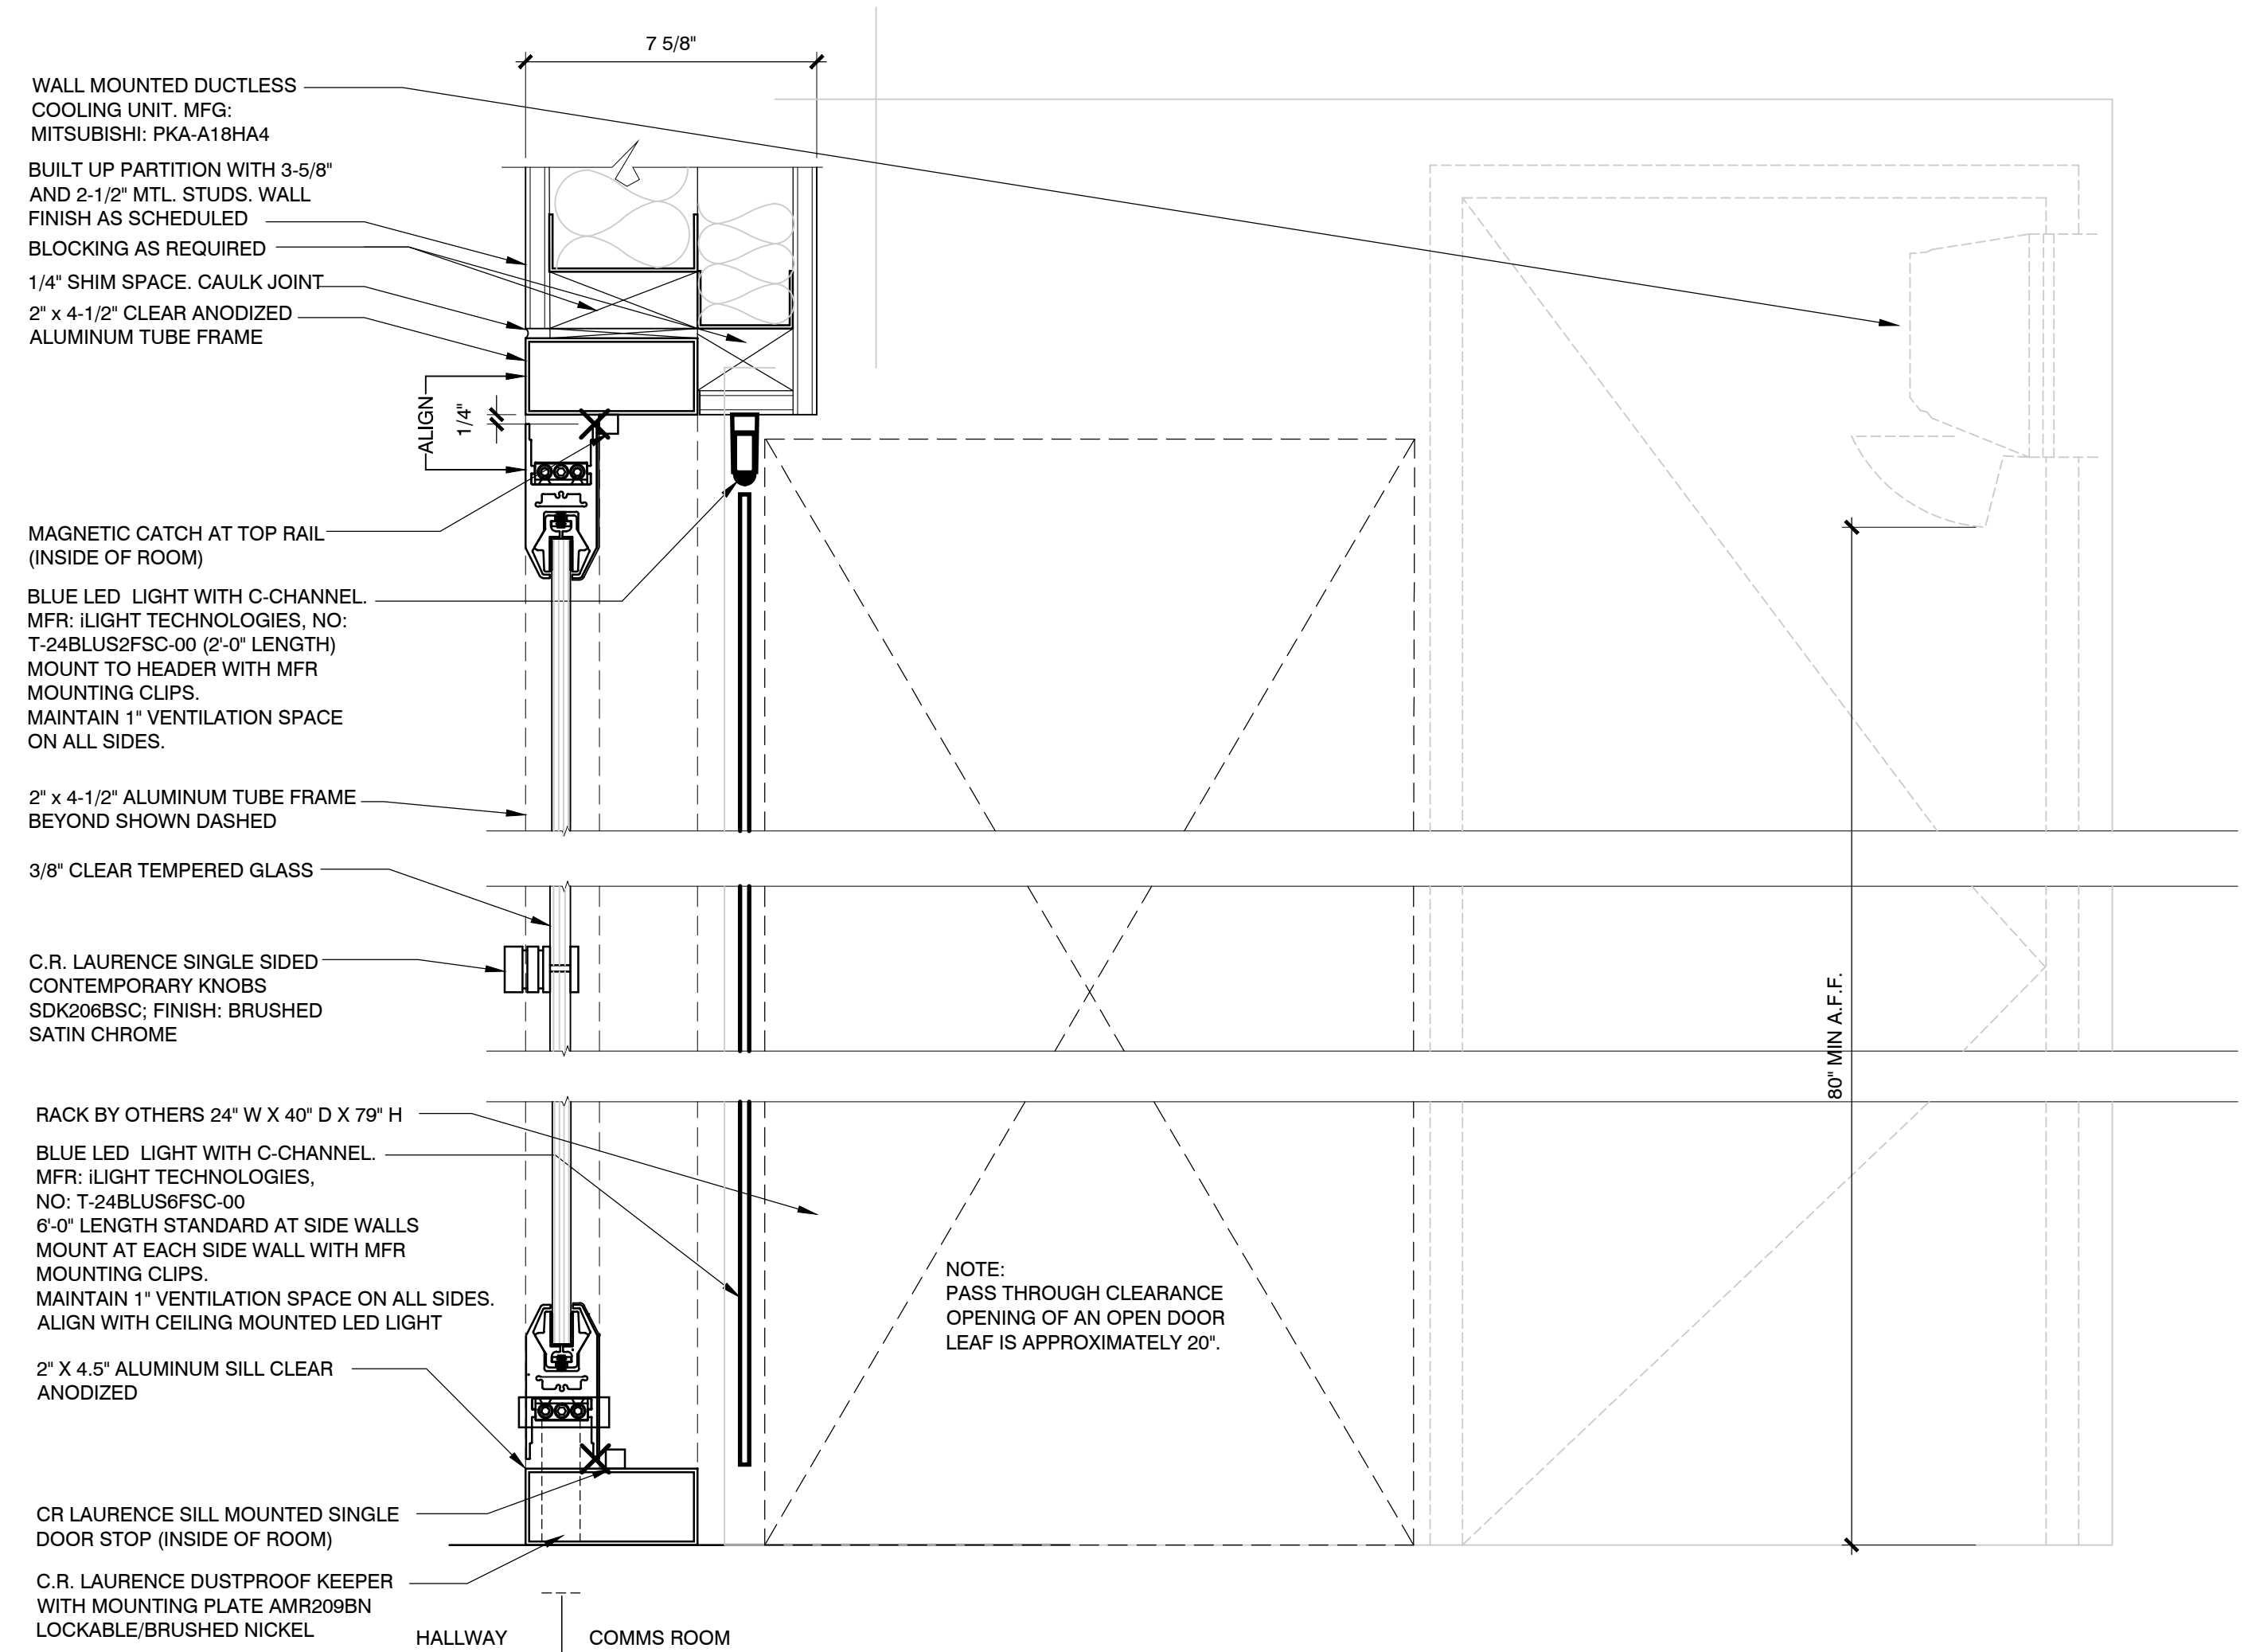 7 5/8"
WALL MOUNTED DUCTLESS
COOLING UNIT. MFG:
MITSUBISHI: PKA-A18HA4
BUILT UP PARTITION WITH 3-5/8"
AND 2-1/2" MTL. STUDS. WALL
FINISH AS SCHEDULED
BLOCKING AS REQUIRED
1/4" SHIM SPACE. CAULK JOINT
2" x 4-1/2" CLEAR ANODIZED
ALUMINUM TUBE FRAME
ALIGN
1/4"
MAGNETIC CATCH AT TOP RAIL
(INSIDE OF ROOM)
BLUE LED  LIGHT WITH C-CHANNEL.
MFR: iLIGHT TECHNOLOGIES, NO:
T-24BLUS2FSC-00 (2'-0" LENGTH)
MOUNT TO HEADER WITH MFR
MOUNTING CLIPS.
MAINTAIN 1" VENTILATION SPACE
ON ALL SIDES.
2" x 4-1/2" ALUMINUM TUBE FRAME
BEYOND SHOWN DASHED
3/8" CLEAR TEMPERED GLASS
C.R. LAURENCE SINGLE SIDED
CONTEMPORARY KNOBS
SDK206BSC; FINISH: BRUSHED
SATIN CHROME
80" MIN A.F.F.
RACK BY OTHERS 24" W X 40" D X 79" H
BLUE LED  LIGHT WITH C-CHANNEL.
MFR: iLIGHT TECHNOLOGIES,
NO: T-24BLUS6FSC-00
6'-0" LENGTH STANDARD AT SIDE WALLS
MOUNT AT EACH SIDE WALL WITH MFR
MOUNTING CLIPS.
MAINTAIN 1" VENTILATION SPACE ON ALL SIDES.
ALIGN WITH CEILING MOUNTED LED LIGHT
NOTE:
PASS THROUGH CLEARANCE
OPENING OF AN OPEN DOOR
LEAF IS APPROXIMATELY 20".
2" X 4.5" ALUMINUM SILL CLEAR
ANODIZED
CR LAURENCE SILL MOUNTED SINGLE
DOOR STOP (INSIDE OF ROOM)
C.R. LAURENCE DUSTPROOF KEEPER
WITH MOUNTING PLATE AMR209BN
LOCKABLE/BRUSHED NICKEL
HALLWAY
COMMS ROOM